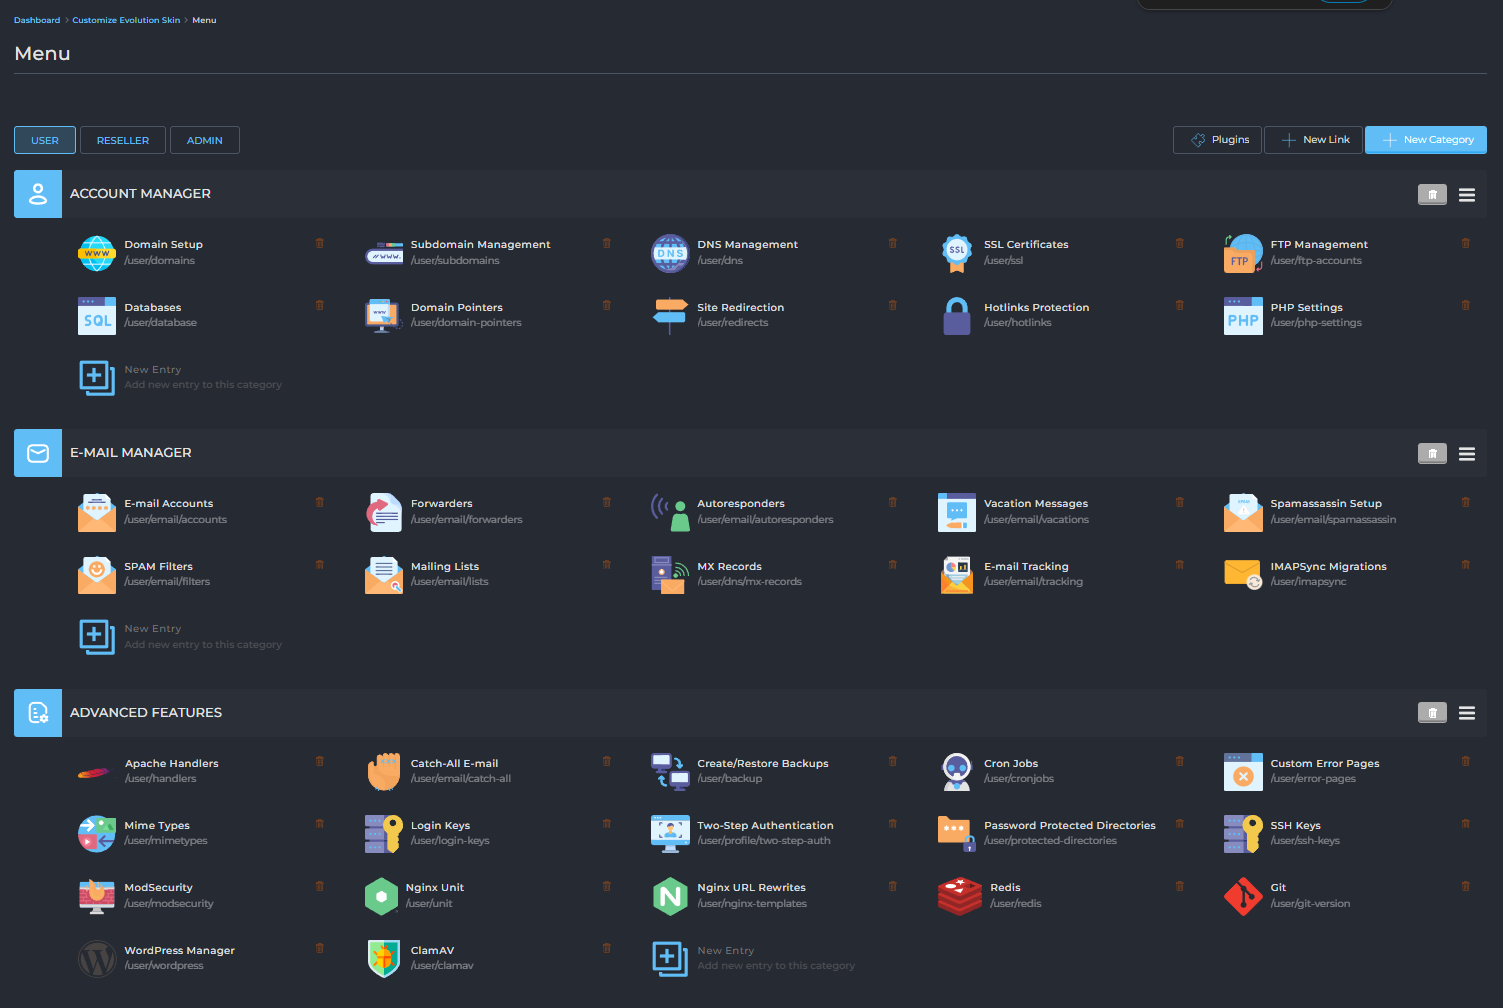 Dashboard > Customize Evolution Skin > Menu
Menu
USER RESELLER ADMIN Plugins New Link New Category
ACCOUNT MANAGER
Domain Setup
/user/domains
Subdomain Management
/user/subdomains
DNS Management
/user/dns
SSL Certificates
/user/ssl
FTP Management
/user/ftp-accounts
Databases
/user/database
Domain Pointers
/user/domain-pointers
Site Redirection
/user/redirects
Hotlinks Protection
/user/hotlinks
PHP Settings
/user/php-settings
New Entry
Add new entry to this category
E-MAIL MANAGER
E-mail Accounts
/user/email/accounts
Forwarders
/user/email/forwarders
Autoresponders
/user/email/autoresponders
Vacation Messages
/user/email/vacations
Spamassassin Setup
/user/email/spamassassin
SPAM Filters
/user/email/filters
Mailing Lists
/user/email/lists
MX Records
/user/dns/mx-records
E-mail Tracking
/user/email/tracking
IMAPSync Migrations
/user/imapsync
New Entry
Add new entry to this category
ADVANCED FEATURES
Apache Handlers
/user/handlers
Catch-All E-mail
/user/email/catch-all
Create/Restore Backups
/user/backup
Cron Jobs
/user/cronjobs
Custom Error Pages
/user/error-pages
Mime Types
/user/mimetypes
Login Keys
/user/login-keys
Two-Step Authentication
/user/profile/two-step-auth
Password Protected Directories
/user/protected-directories
SSH Keys
/user/ssh-keys
ModSecurity
/user/modsecurity
Nginx Unit
/user/unit
Nginx URL Rewrites
/user/nginx-templates
Redis
/user/redis
Git
/user/git-version
WordPress Manager
/user/wordpress
ClamAV
/user/clamav
New Entry
Add new entry to this category